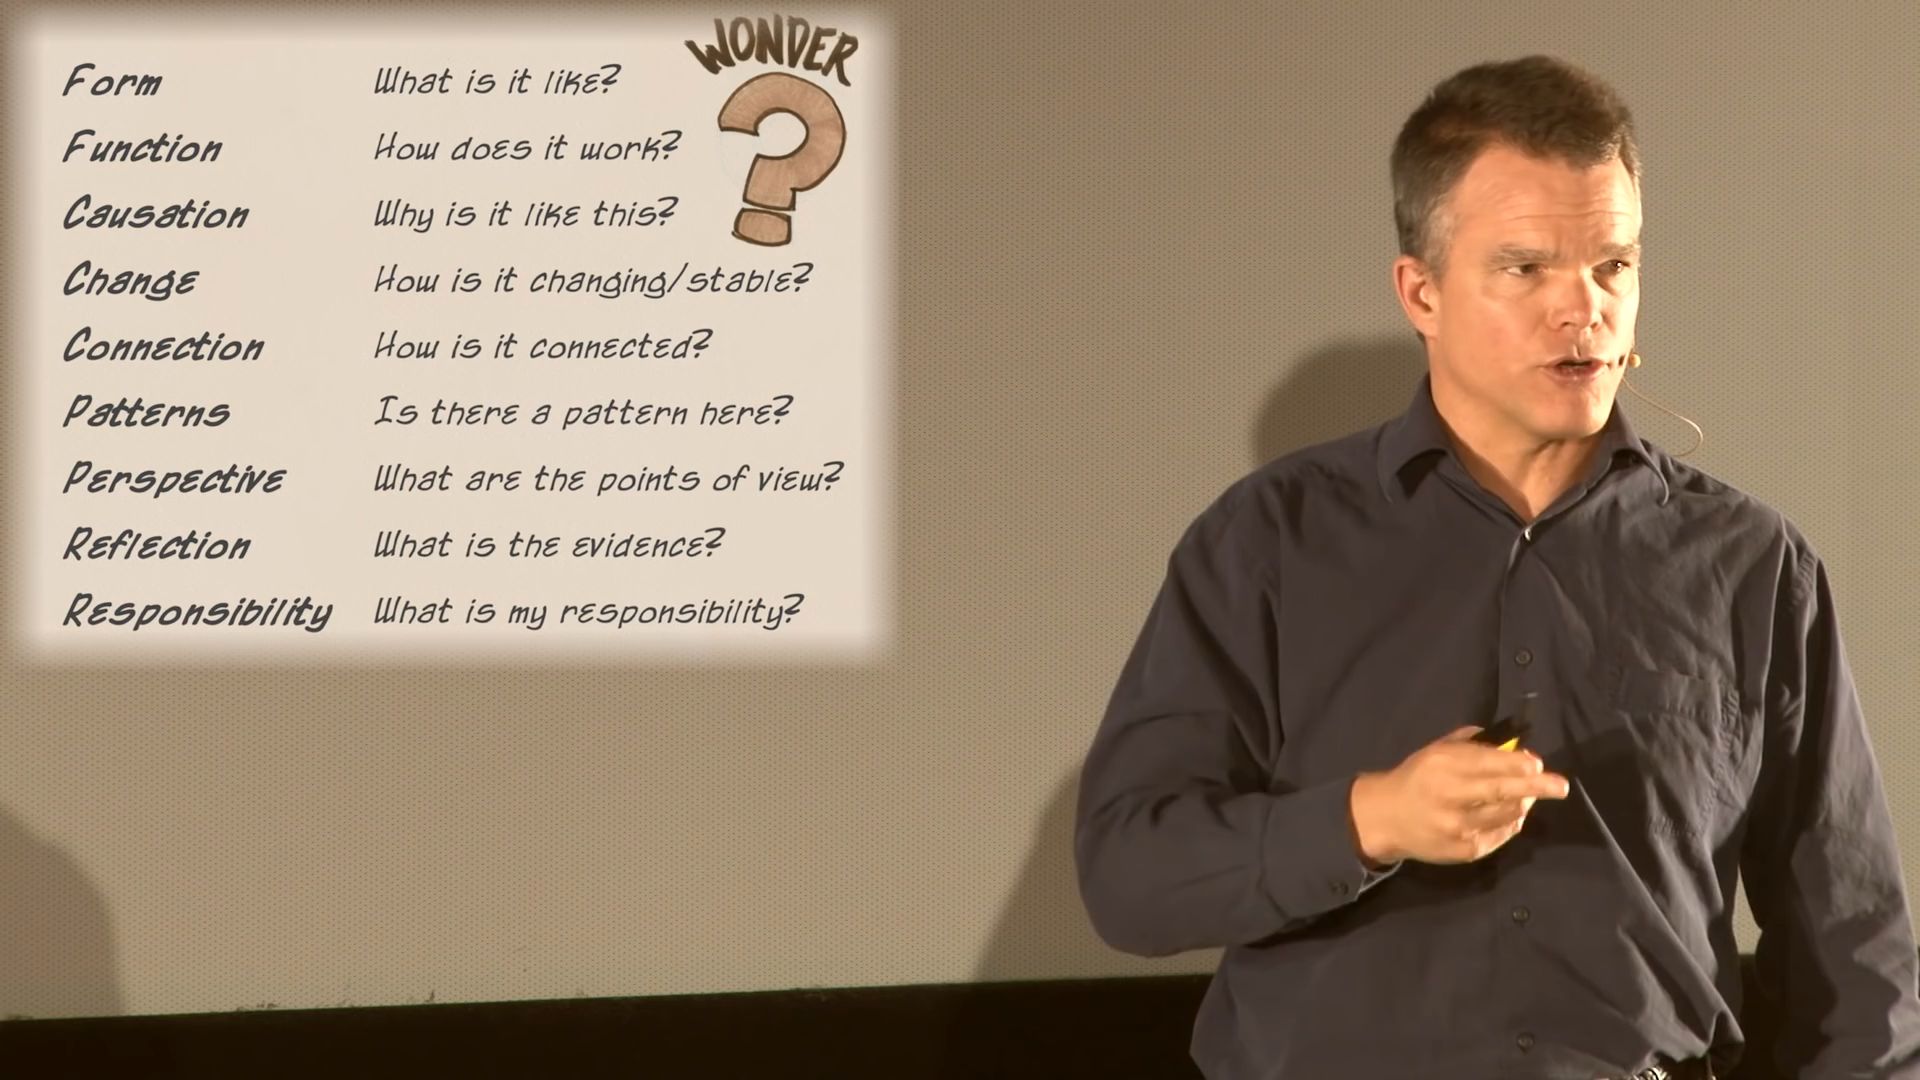 WONDER
?
Form What is it like?
Function How does it work?
Causation Why is it like this?
Change How is it changing/stable?
Connection How is it connected?
Patterns Is there a pattern here?
Perspective What are the points of view?
Reflection What is the evidence?
Responsibility What is my responsibility?